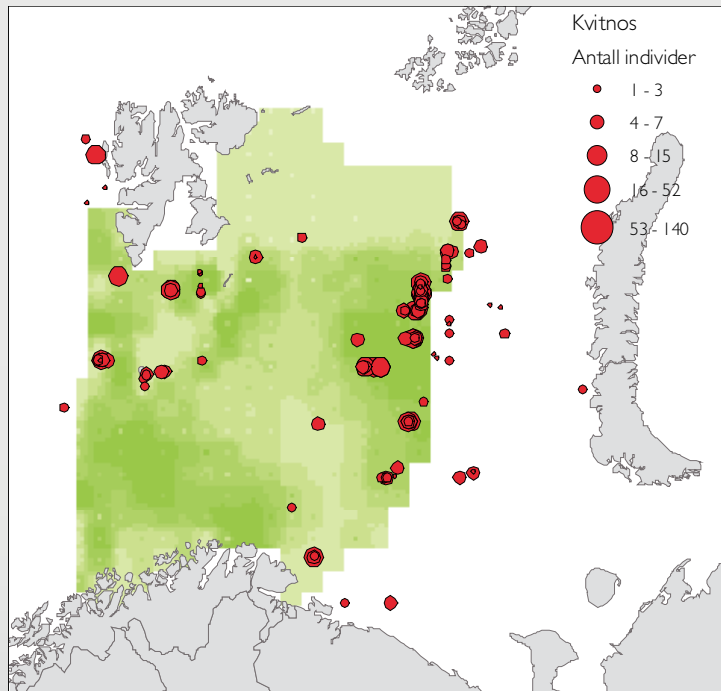 Kvitnos
Antall individer
1 - 3
4 - 7
8 - 15
16 - 52
53 - 140